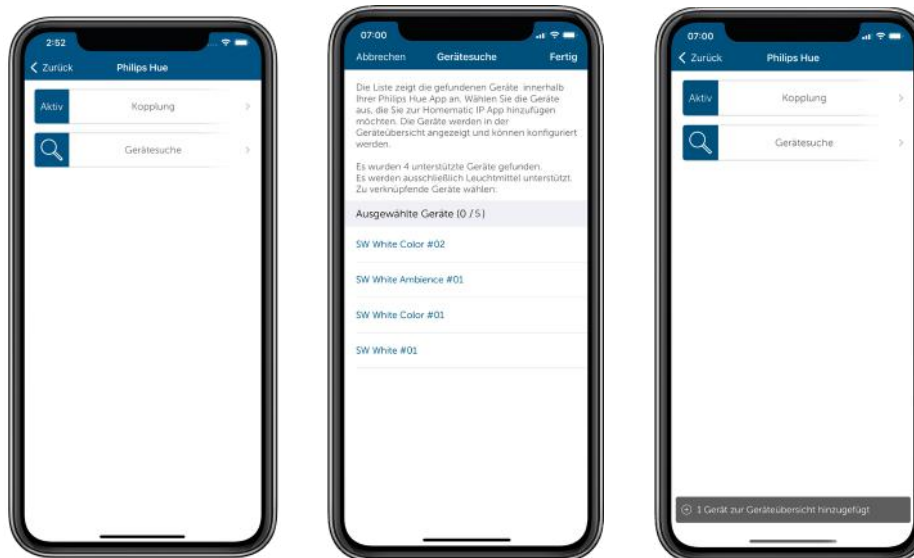 2:52
Zurück Philips Hue
Aktiv Kopplung
Gerätesuche
07:00
Abbrechen Gerätesuche Fertig
Die Liste zeigt die gefundenen Geräte innerhalb
Ihrer Philips Hue App an. Wählen Sie die Geräte
aus, die Sie zur Homematic IP App hinzufügen
möchten. Die Geräte werden in der
Geräteübersicht angezeigt und können konfiguriert
werden.
Es wurden 4 unterstützte Geräte gefunden.
Es werden ausschließlich Leuchtmittel unterstützt.
Zu verknüpfende Geräte wählen:
Ausgewählte Geräte (0 / 5)
SW White Color #02
SW White Ambience #01
SW White Color #01
SW White #01
07:00
Zurück Philips Hue
Aktiv Kopplung
Gerätesuche
1 Gerät zur Geräteübersicht hinzugefügt